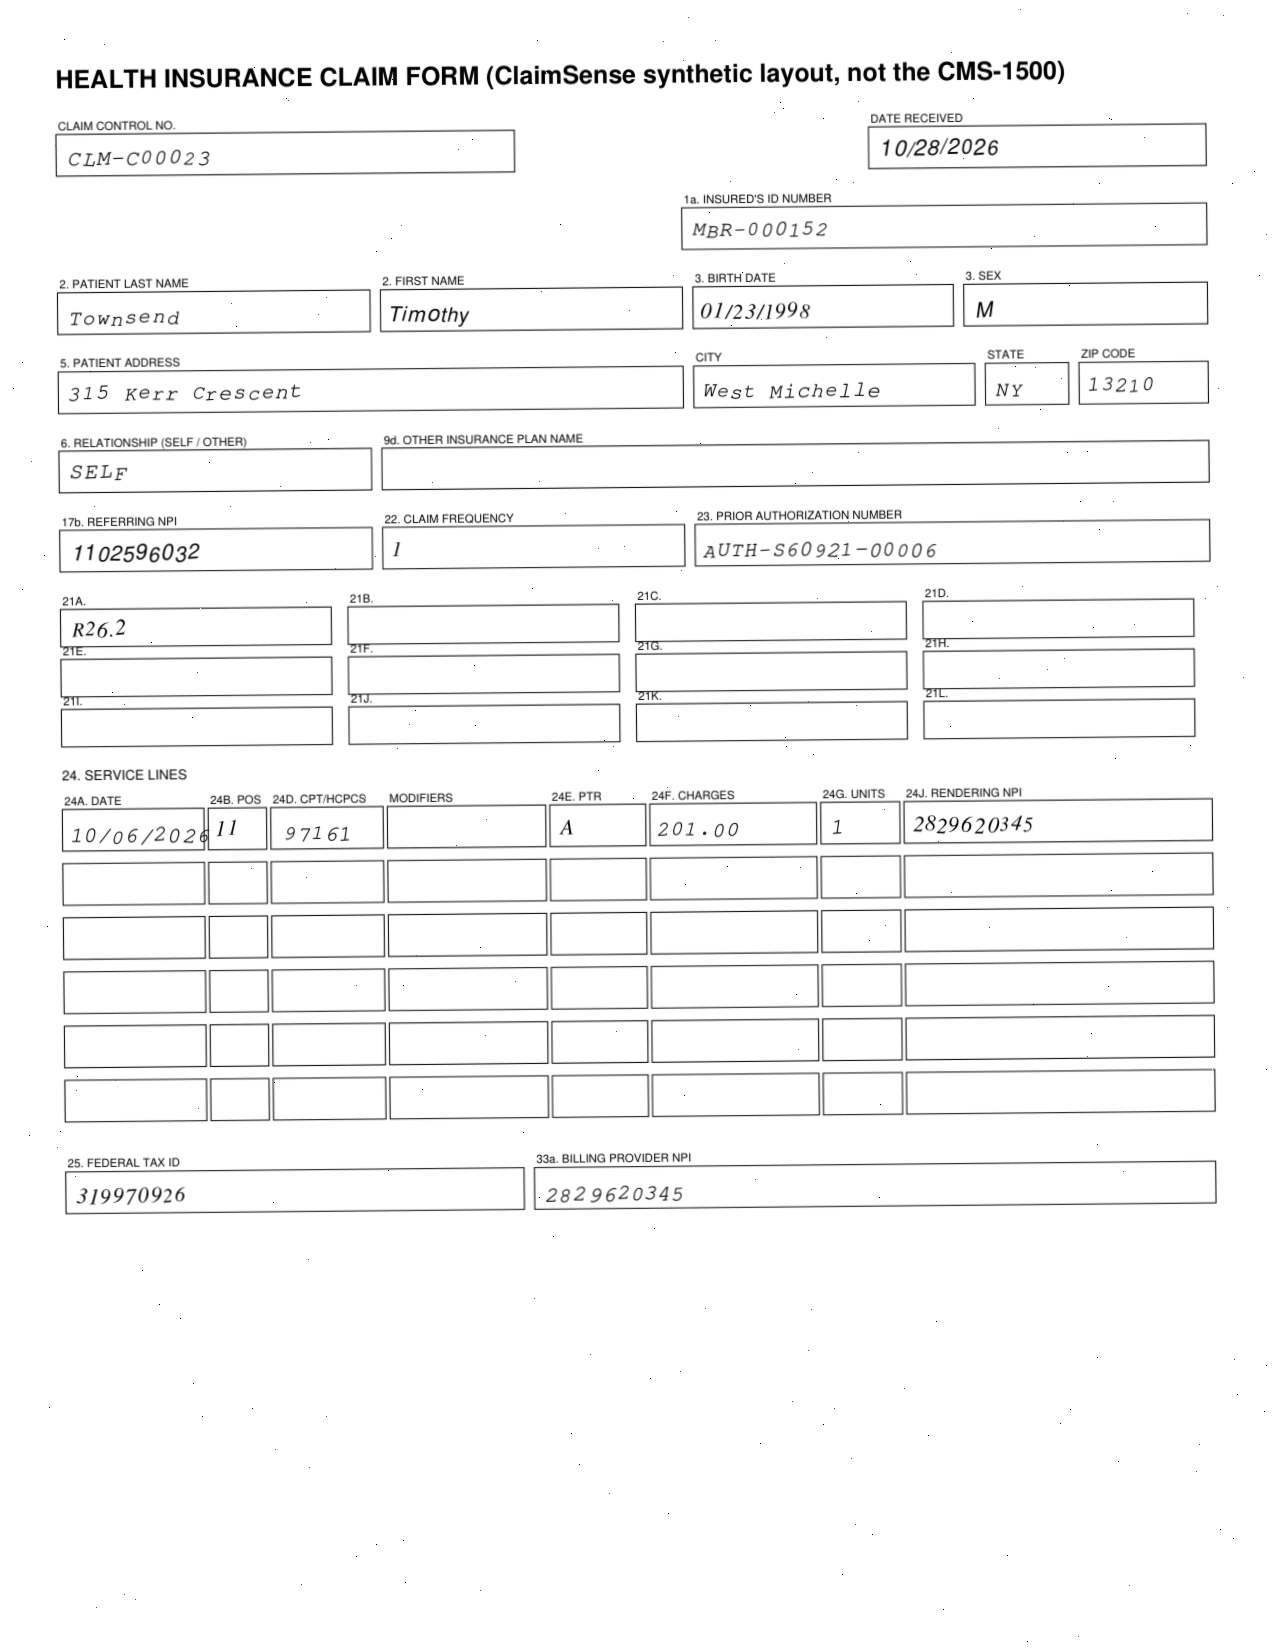 HEALTH INSURANCE CLAIM FORM (ClaimSense synthetic layout, not the CMS-1500)
CLAIM CONTROL NO. DATE RECEIVED
CLM-C00023 10/28/2026
1a. INSURED'S ID NUMBER
MBR-000152
2. PATIENT LAST NAME 2. FIRST NAME 3. BIRTH DATE 3. SEX
Townsend Timothy 01/23/1998 M
5. PATIENT ADDRESS CITY STATE ZIP CODE
315 Kerr Crescent West Michelle NY 13210
6. RELATIONSHIP (SELF / OTHER) 9d. OTHER INSURANCE PLAN NAME
SELF
17b. REFERRING NPI 22. CLAIM FREQUENCY 23. PRIOR AUTHORIZATION NUMBER
1102596032 1 AUTH-S60921-00006
21A. 21B. 21C. 21D.
R26.2
21E. 21F. 21G. 21H.
21I. 21J. 21K. 21L.
24. SERVICE LINES
24A. DATE 24B. POS 24D. CPT/HCPCS MODIFIERS 24E. PTR 24F. CHARGES 24G. UNITS 24J. RENDERING NPI
10/06/2026 11 97161 A 201.00 1 2829620345
25. FEDERAL TAX ID 33a. BILLING PROVIDER NPI
319970926 2829620345